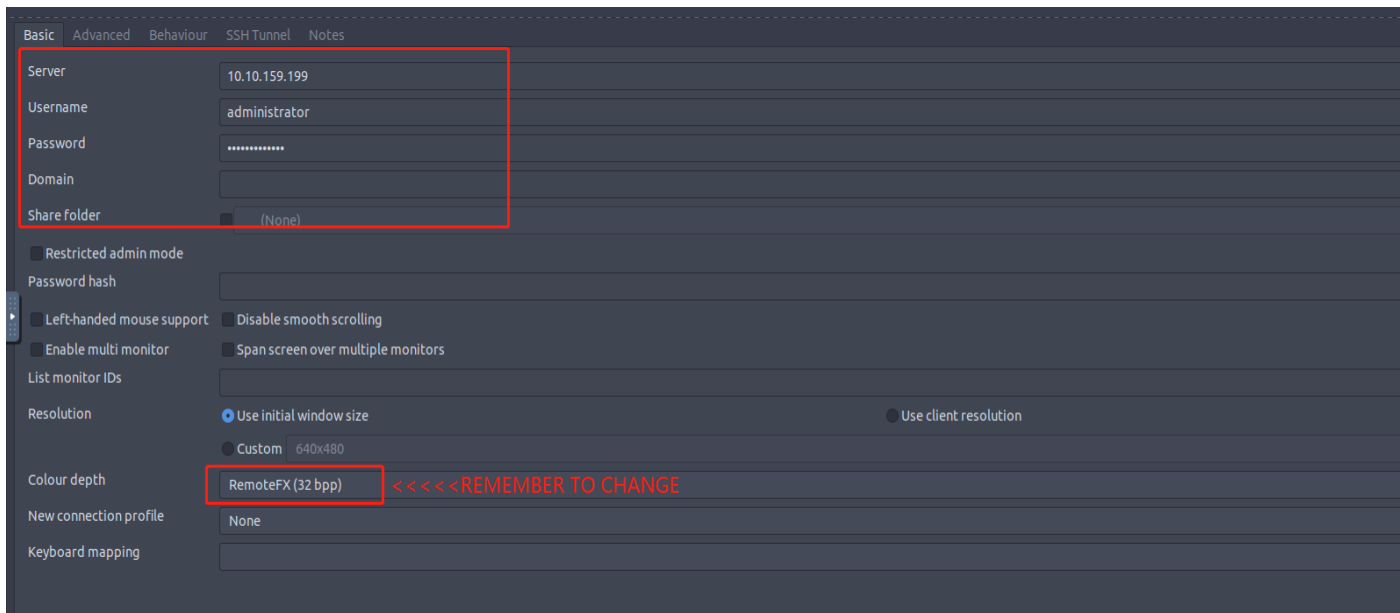 Basic Advanced Behaviour SSH Tunnel Notes
Server 10.10.159.199
Username administrator
Password •••••••••••••
Domain
Share folder (None)
Restricted admin mode
Password hash
Left-handed mouse support Disable smooth scrolling
Enable multi monitor Span screen over multiple monitors
List monitor IDs
Resolution Use initial window size Use client resolution
Custom 640x480
Colour depth RemoteFX (32 bpp) <<<<<REMEMBER TO CHANGE
New connection profile None
Keyboard mapping